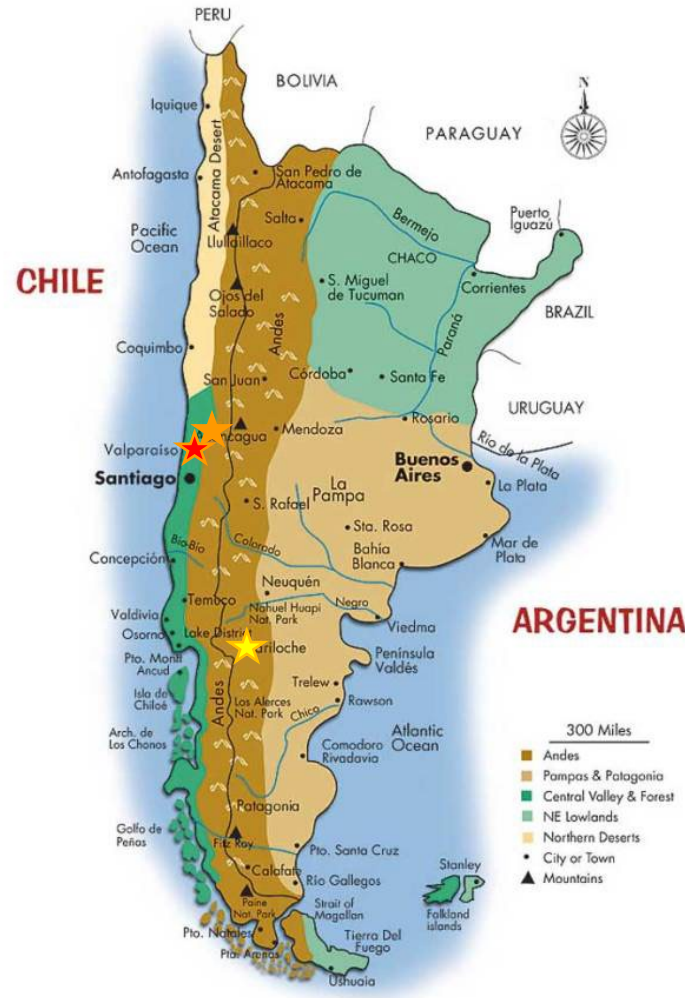 PERU
BOLIVIA
N
PARAGUAY
Iquique
Atacama Desert
Antofagasta
San Pedro de
Atacama
Salta
Bermejo
Puerto
Iguazú
Pacific
Ocean
Llullaillaco
CHACO
CHILE
Ojos del
Salado
S. Miguel
de Tucuman
Corrientes
BRAZIL
Andes
Paraná
Coquimbo
San Juan
Córdoba
Santa Fe
URUGUAY
Rosario
Mendoza
Valparaíso
Río de la Plata
Buenos
Aires
Santiago
La
Pampa
La Plata
S. Rafael
Sta. Rosa
Bío-Bío
Colorado
Bahía
Blanca
Mar de
Plata
Concepción
Neuquén
Temuco
Nahuel Huapi
Nat. Park
Negro
Valdivia
Viedma
ARGENTINA
Osorno
Lake District
Pto. Montt
Ancud
Península
Valdés
Isla de
Chiloé
Andes
Trelew
Rawson
Los Alerces
Nat. Park
Chico
Arch. de
Los Chonos
Atlantic
Ocean
Comodoro
Rivadavia
300 Miles
Andes
Pampas & Patagonia
Central Valley & Forest
NE Lowlands
Northern Deserts
City or Town
Mountains
Patagonia
Golfo de
Peñas
Fitz Roy
Pto. Santa Cruz
Calafate
Río Gallegos
Stanley
Falkland
islands
Paine
Nat. Park
Strait of
Magallan
Pto. Natales
Tierra Del
Fuego
Pta. Arenas
Ushuaia